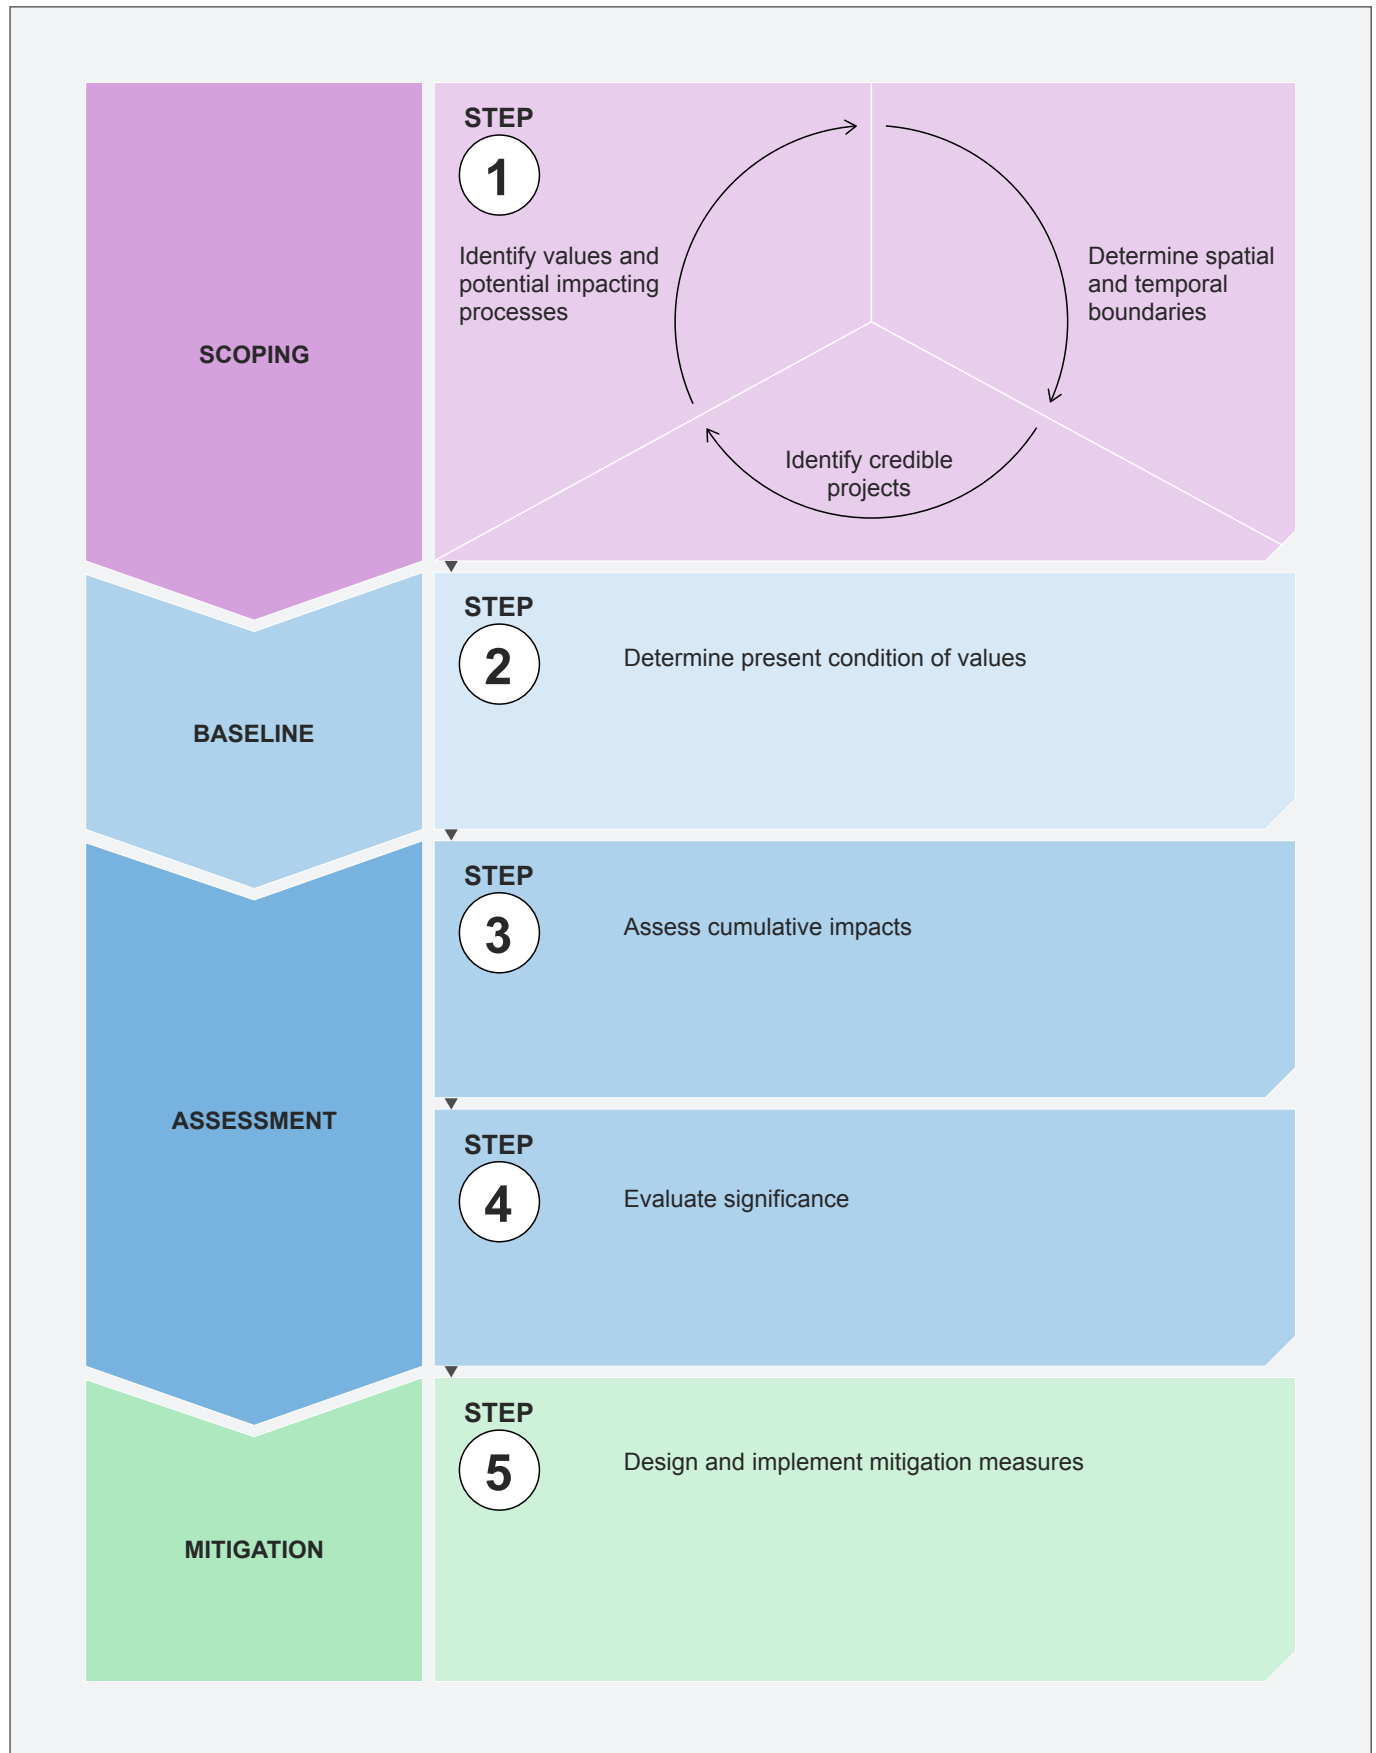 SCOPING
STEP
1
Identify values and
potential impacting
processes
Determine spatial
and temporal
boundaries
Identify credible
projects
BASELINE
STEP
2
Determine present condition of values
ASSESSMENT
STEP
3
Assess cumulative impacts
STEP
4
Evaluate significance
MITIGATION
STEP
5
Design and implement mitigation measures